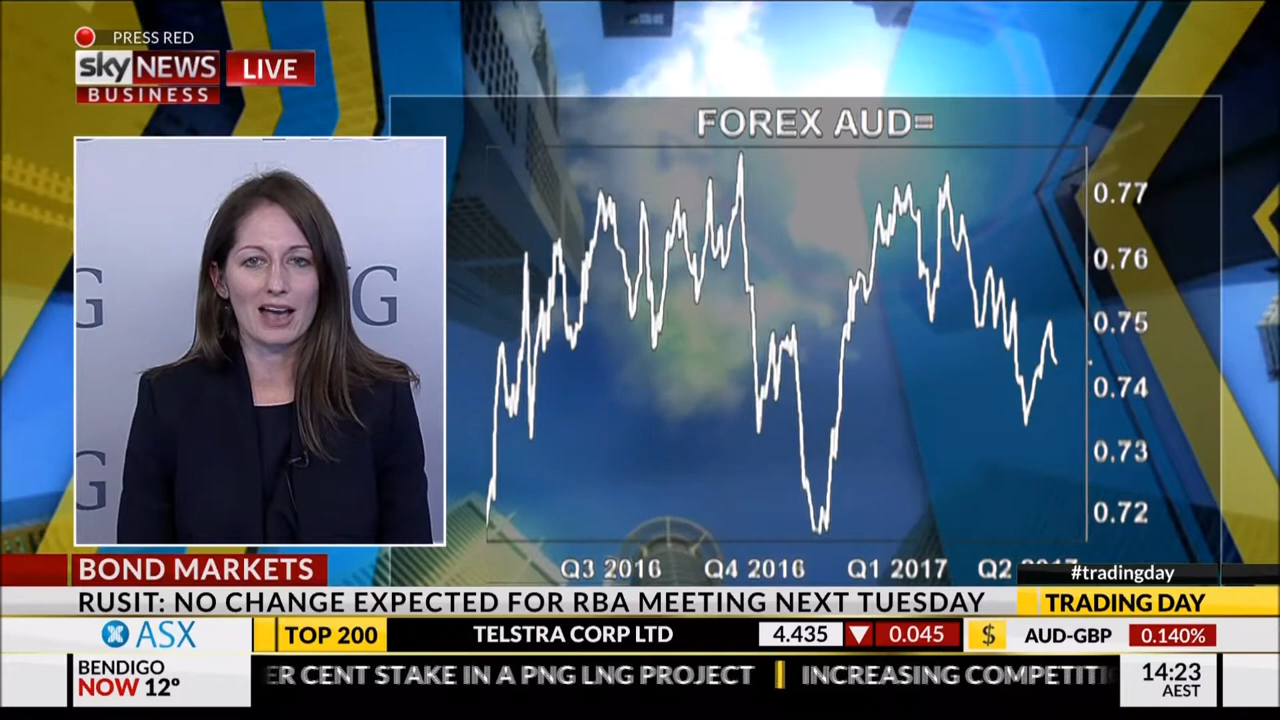 PRESS RED
sky NEWS
LIVE
BUSINESS
FOREX AUD=
0.77
0.76
0.75
0.74
0.73
0.72
Q3 2016 Q4 2016 Q1 2017 Q2 2017
G
G
G
BOND MARKETS
#tradingday
RUSIT: NO CHANGE EXPECTED FOR RBA MEETING NEXT TUESDAY
TRADING DAY
ASX
TOP 200
TELSTRA CORP LTD
4.435
0.045
$
AUD-GBP
0.140%
BENDIGO
NOW 12°
ER CENT STAKE IN A PNG LNG PROJECT
INCREASING COMPETITI
14:23
AEST